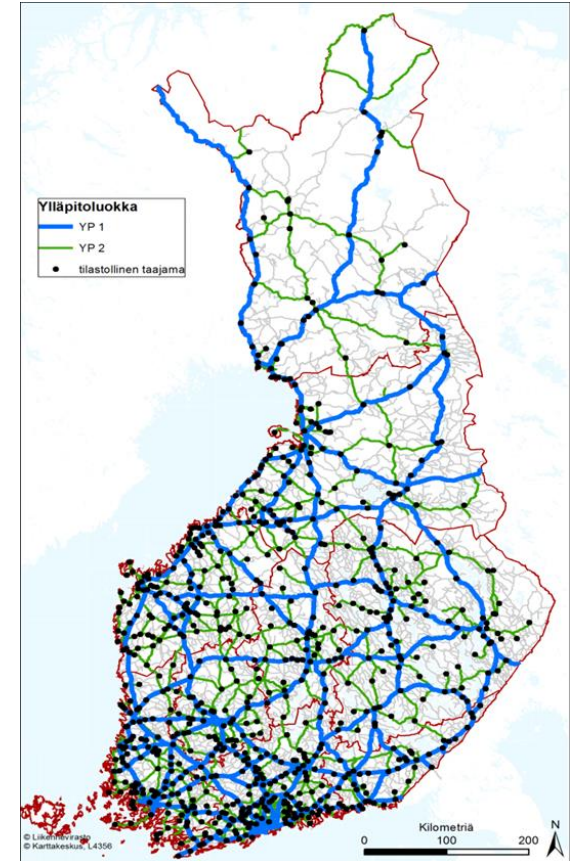 Ylläpitoluokka
YP 1
YP 2
tilastollinen taajama
© Liikennevirasto
© Karttakeskus, L4356
Kilometriä
0 100 200
N